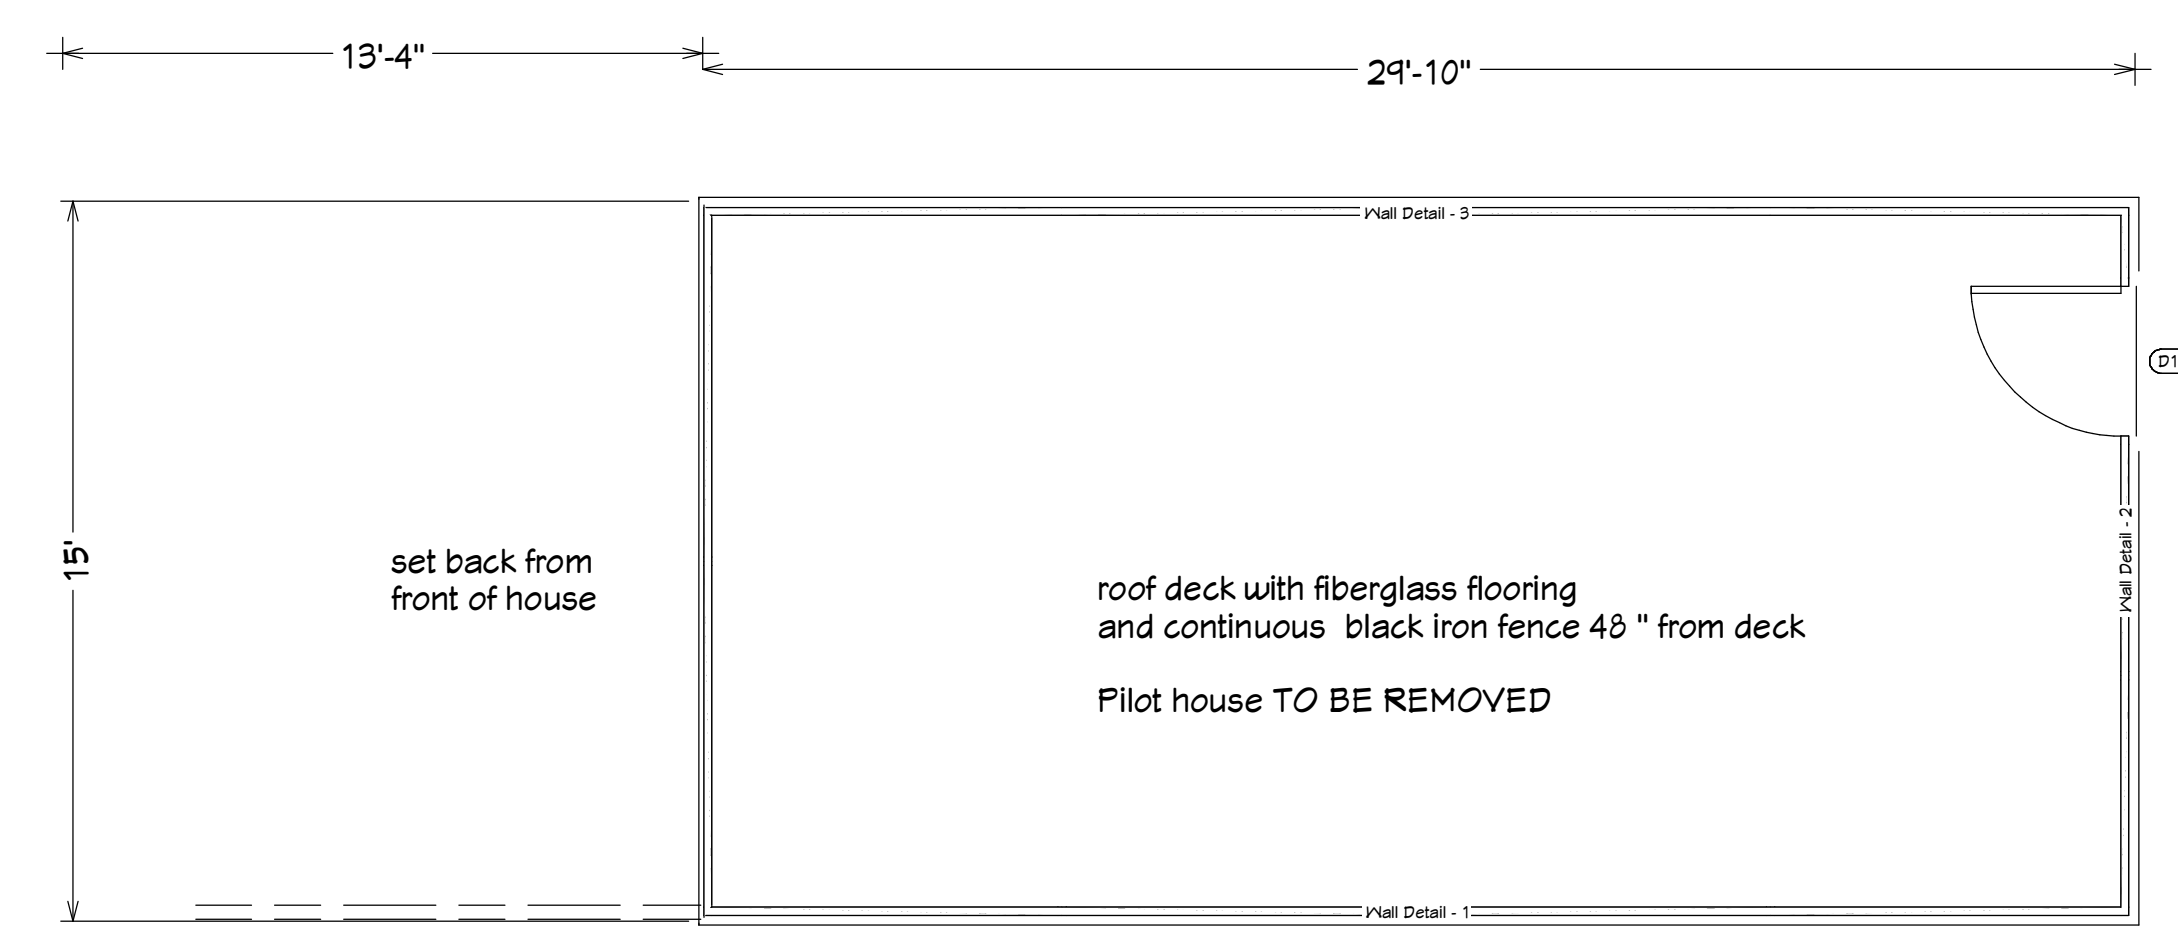 13'-4"
29'-10"
Wall Detail - 3
D1
15'
set back from
front of house
Wall Detail - 2
roof deck with fiberglass flooring
and continuous  black iron fence 48 " from deck
Pilot house TO BE REMOVED
Wall Detail - 1